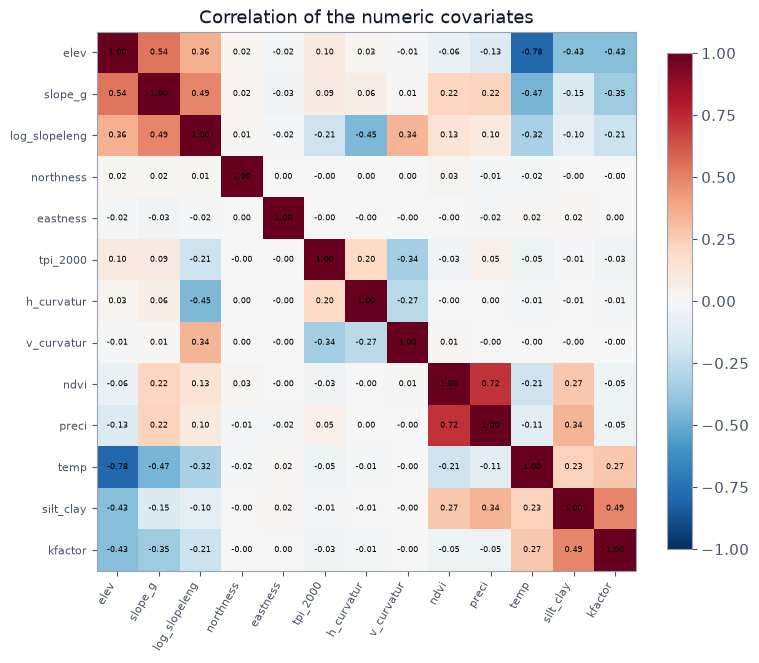 Correlation of the numeric covariates
elev 1.00 0.54 0.36 0.02 -0.02 0.10 0.03 -0.01 -0.06 -0.13 -0.78 -0.43 -0.43
slope_g 0.54 1.00 0.49 0.02 -0.03 0.09 0.06 0.01 0.22 0.22 -0.47 -0.15 -0.35
log_slopeleng 0.36 0.49 1.00 0.01 -0.02 -0.21 -0.45 0.34 0.13 0.10 -0.32 -0.10 -0.21
northness 0.02 0.02 0.01 1.00 0.00 -0.00 0.00 -0.00 0.03 -0.01 -0.02 -0.00 -0.00
eastness -0.02 -0.03 -0.02 0.00 1.00 -0.00 -0.00 -0.00 -0.00 -0.02 0.02 0.02 0.00
tpi_2000 0.10 0.09 -0.21 -0.00 -0.00 1.00 0.20 -0.34 -0.03 0.05 -0.05 -0.01 -0.03
h_curvatur 0.03 0.06 -0.45 0.00 -0.00 0.20 1.00 -0.27 -0.00 0.00 -0.01 -0.01 -0.01
v_curvatur -0.01 0.01 0.34 -0.00 -0.00 -0.34 -0.27 1.00 0.01 -0.00 -0.00 -0.00 -0.00
ndvi -0.06 0.22 0.13 0.03 -0.00 -0.03 -0.00 0.01 1.00 0.72 -0.21 0.27 -0.05
preci -0.13 0.22 0.10 -0.01 -0.02 0.05 0.00 -0.00 0.72 1.00 -0.11 0.34 -0.05
temp -0.78 -0.47 -0.32 -0.02 0.02 -0.05 -0.01 -0.00 -0.21 -0.11 1.00 0.23 0.27
silt_clay -0.43 -0.15 -0.10 -0.00 0.02 -0.01 -0.01 -0.00 0.27 0.34 0.23 1.00 0.49
kfactor -0.43 -0.35 -0.21 -0.00 0.00 -0.03 -0.01 -0.00 -0.05 -0.05 0.27 0.49 1.00
elev slope_g log_slopeleng northness eastness tpi_2000 h_curvatur v_curvatur ndvi preci temp silt_clay kfactor
1.00
0.75
0.50
0.25
0.00
−0.25
−0.50
−0.75
−1.00